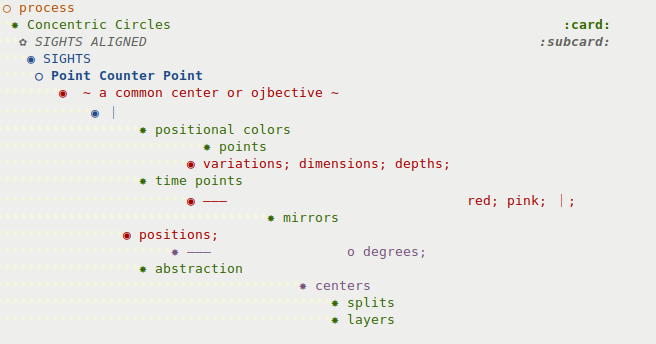 ○ process
✸ Concentric Circles :card:
✿ SIGHTS ALIGNED :subcard:
◉ SIGHTS
○ Point Counter Point
◉ ~ a common center or ojbective ~
◉ |
✸ positional colors
✸ points
◉ variations; dimensions; depths;
✸ time points
◉ ——— red; pink; |;
✸ mirrors
◉ positions;
✸ ——— o degrees;
✸ abstraction
✸ centers
✸ splits
✸ layers